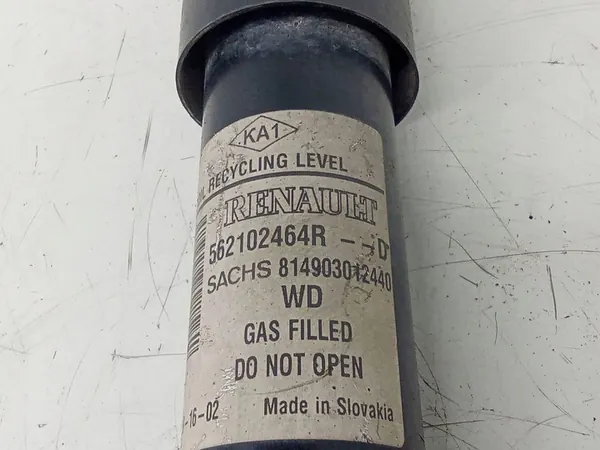 KA1
RECYCLING LEVEL
RENAULT
562102464R - -D
SACHS 814903012440
WD
GAS FILLED
DO NOT OPEN
-16-02 Made in Slovakia